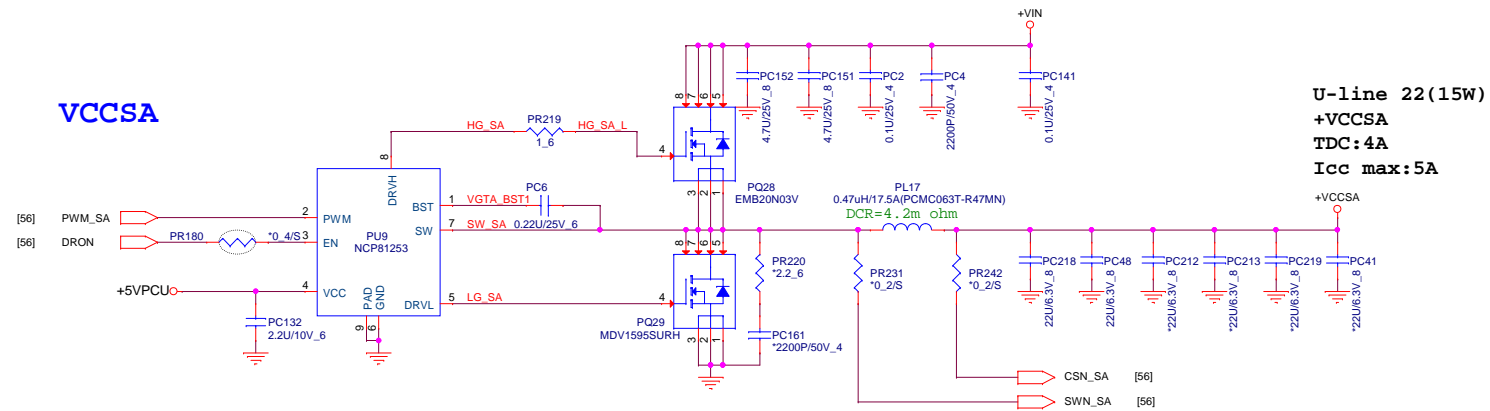 VCCSA
+VIN
PC152
4.7U/25V_8
PC151
4.7U/25V_8
PC2
0.1U/25V_4
PC4
2200P/50V_4
PC141
0.1U/25V_4
U-line 22(15W)
+VCCSA
TDC:4A
Icc max:5A
+VCCSA
HG_SA
PR219
1_6
HG_SA_L
8
7
6
5
4
3
2
1
PQ28
EMB20N03V
8
DRVH
1
BST
VGTA_BST1
PC6
0.22U/25V_6
7
SW
SW_SA
[56]
PWM_SA
2
PWM
[56]
DRON
PR180
*0_4/S
3
EN
PU9
NCP81253
+5VPCU
4
VCC
PAD
GND
9
6
5
DRVL
LG_SA
PC132
2.2U/10V_6
8
7
6
5
4
3
2
1
PQ29
MDV1595SURH
PR220
*2.2_6
PC161
*2200P/50V_4
PL17
0.47uH/17.5A(PCMC063T-R47MN)
DCR=4.2m ohm
PR231
*0_2/S
PR242
*0_2/S
PC218
22U/6.3V_8
PC48
22U/6.3V_8
PC212
*22U/6.3V_8
PC213
*22U/6.3V_8
PC219
*22U/6.3V_8
PC41
*22U/6.3V_8
CSN_SA [56]
SWN_SA [56]